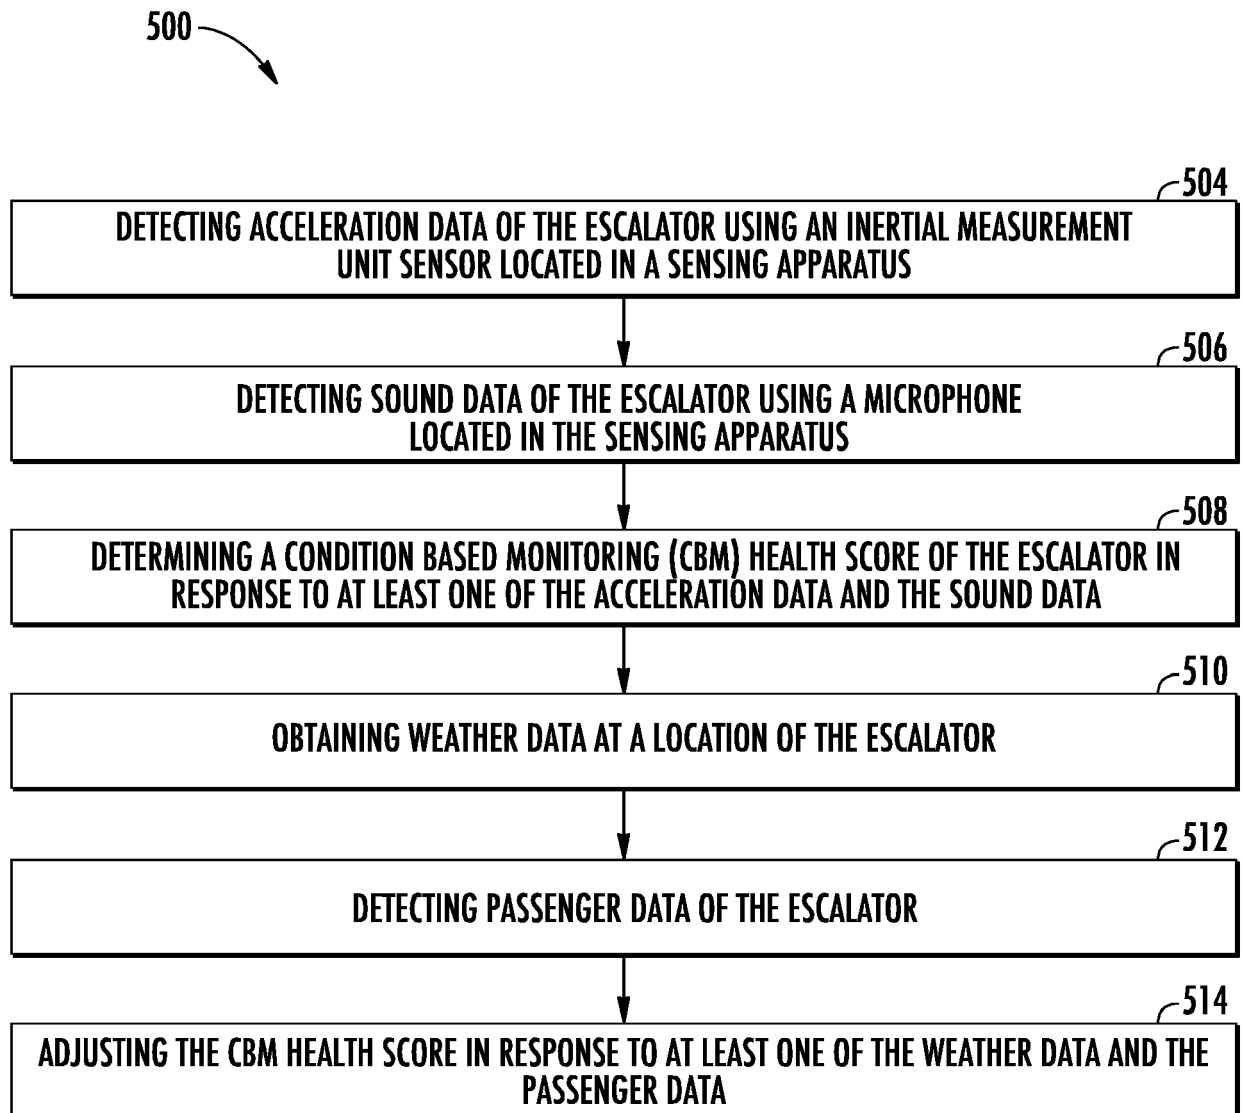 500
504
DETECTING ACCELERATION DATA OF THE ESCALATOR USING AN INERTIAL MEASUREMENT
UNIT SENSOR LOCATED IN A SENSING APPARATUS
506
DETECTING SOUND DATA OF THE ESCALATOR USING A MICROPHONE
LOCATED IN THE SENSING APPARATUS
508
DETERMINING A CONDITION BASED MONITORING (CBM) HEALTH SCORE OF THE ESCALATOR IN
RESPONSE TO AT LEAST ONE OF THE ACCELERATION DATA AND THE SOUND DATA
510
OBTAINING WEATHER DATA AT A LOCATION OF THE ESCALATOR
512
DETECTING PASSENGER DATA OF THE ESCALATOR
514
ADJUSTING THE CBM HEALTH SCORE IN RESPONSE TO AT LEAST ONE OF THE WEATHER DATA AND THE
PASSENGER DATA